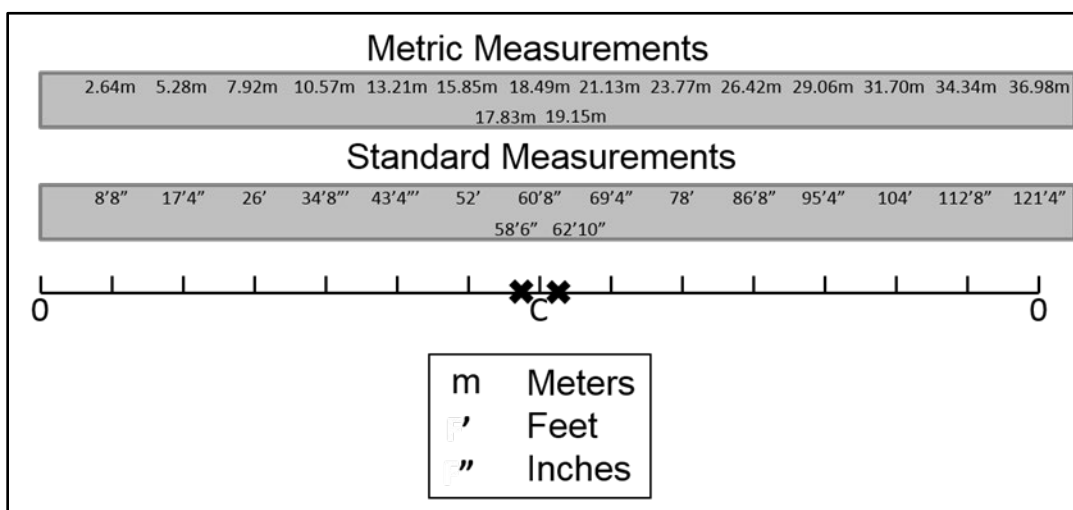 Metric Measurements
2.64m 5.28m 7.92m 10.57m 13.21m 15.85m 18.49m 21.13m 23.77m 26.42m 29.06m 31.70m 34.34m 36.98m
17.83m 19.15m
Standard Measurements
8'8" 17'4" 26' 34'8"' 43'4"' 52' 60'8" 69'4" 78' 86'8" 95'4" 104' 112'8" 121'4"
58'6" 62'10"
0 C 0
m Meters
F' Feet
F" Inches